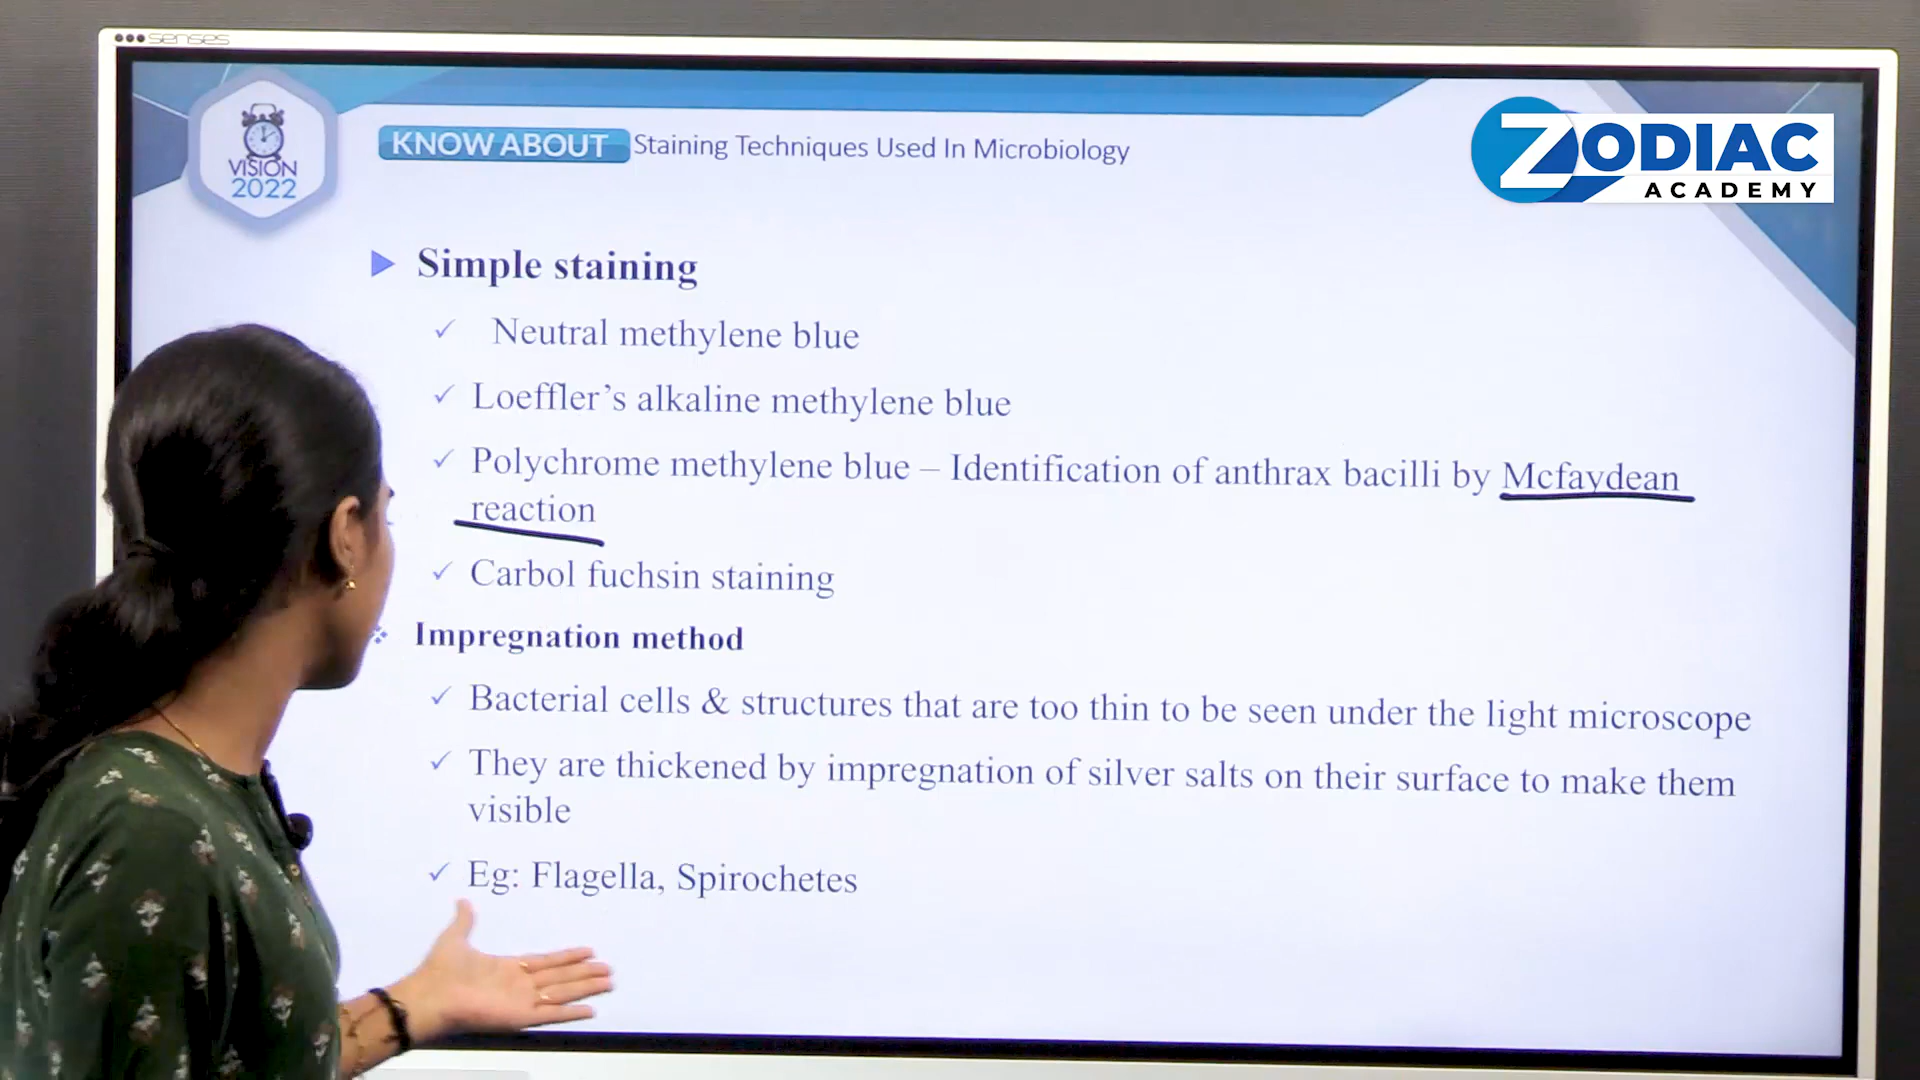 senses
VISION
2022
KNOW ABOUT Staining Techniques Used In Microbiology
ZODIAC
ACADEMY
Simple staining
Neutral methylene blue
Loeffler’s alkaline methylene blue
Polychrome methylene blue – Identification of anthrax bacilli by Mcfaydean
reaction
Carbol fuchsin staining
Impregnation method
Bacterial cells & structures that are too thin to be seen under the light microscope
They are thickened by impregnation of silver salts on their surface to make them
visible
Eg: Flagella, Spirochetes